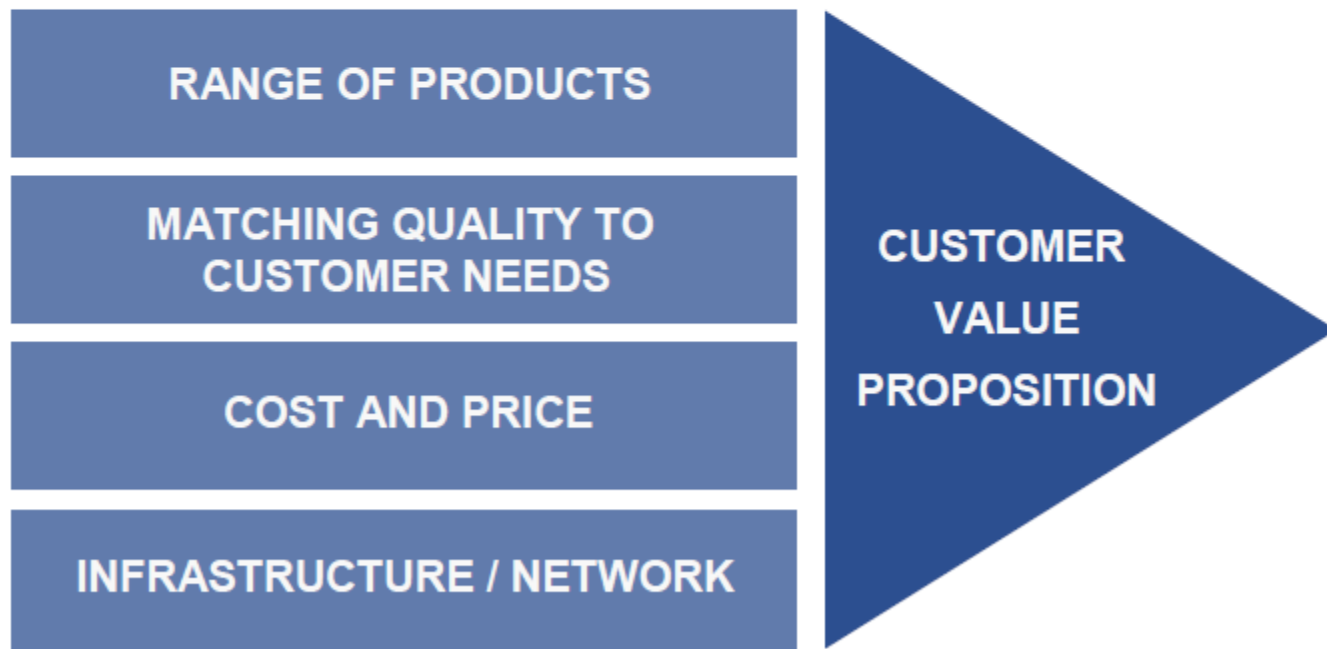 RANGE OF PRODUCTS
MATCHING QUALITY TO
CUSTOMER NEEDS
COST AND PRICE
INFRASTRUCTURE / NETWORK
CUSTOMER
VALUE
PROPOSITION